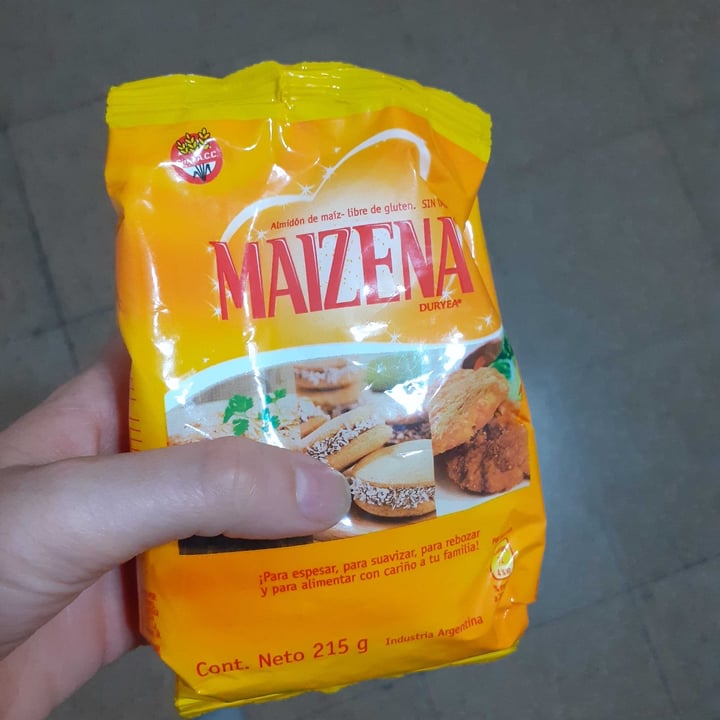 Almidón de maíz- libre de gluten. SIN
MAIZENA
DURYEA®
¡Para espesar, para suavizar, para rebozar
y para alimentar con cariño a tu familia!
Cont. Neto 215 g
Industria Argentina